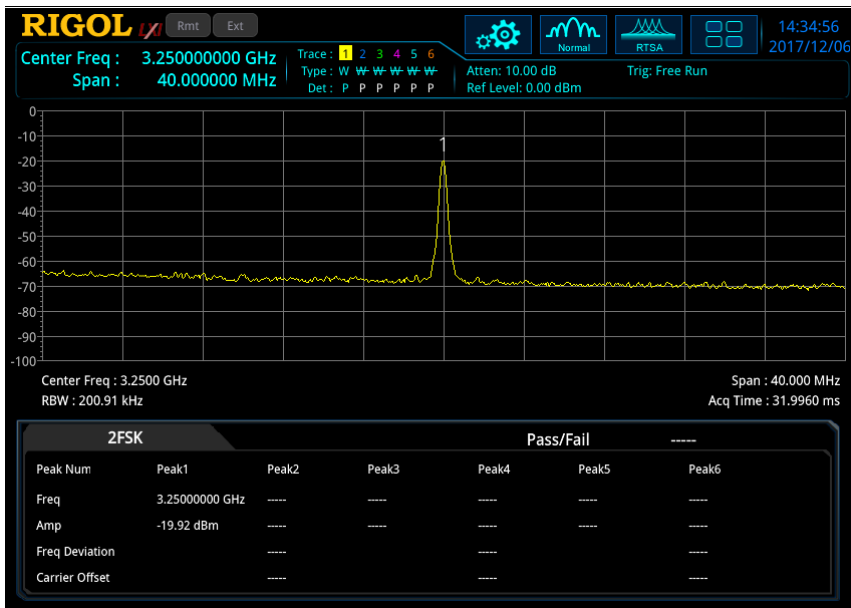 RIGOL LXI Rmt Ext
Normal RTSA
14:34:56
2017/12/06
Center Freq : 3.250000000 GHz
Span : 40.000000 MHz
Trace : 1 2 3 4 5 6
Type : W W W W W W
Det : P P P P P P
Atten: 10.00 dB Trig: Free Run
Ref Level: 0.00 dBm
0
-10
1
-20
-30
-40
-50
-60
-70
-80
-90
-100
Center Freq : 3.2500 GHz Span : 40.000 MHz
RBW : 200.91 kHz Acq Time : 31.9960 ms
2FSK Pass/Fail -----
Peak Num Peak1 Peak2 Peak3 Peak4 Peak5 Peak6
Freq 3.25000000 GHz ----- ----- ----- ----- -----
Amp -19.92 dBm ----- ----- ----- ----- -----
Freq Deviation ----- -----
Carrier Offset ----- -----